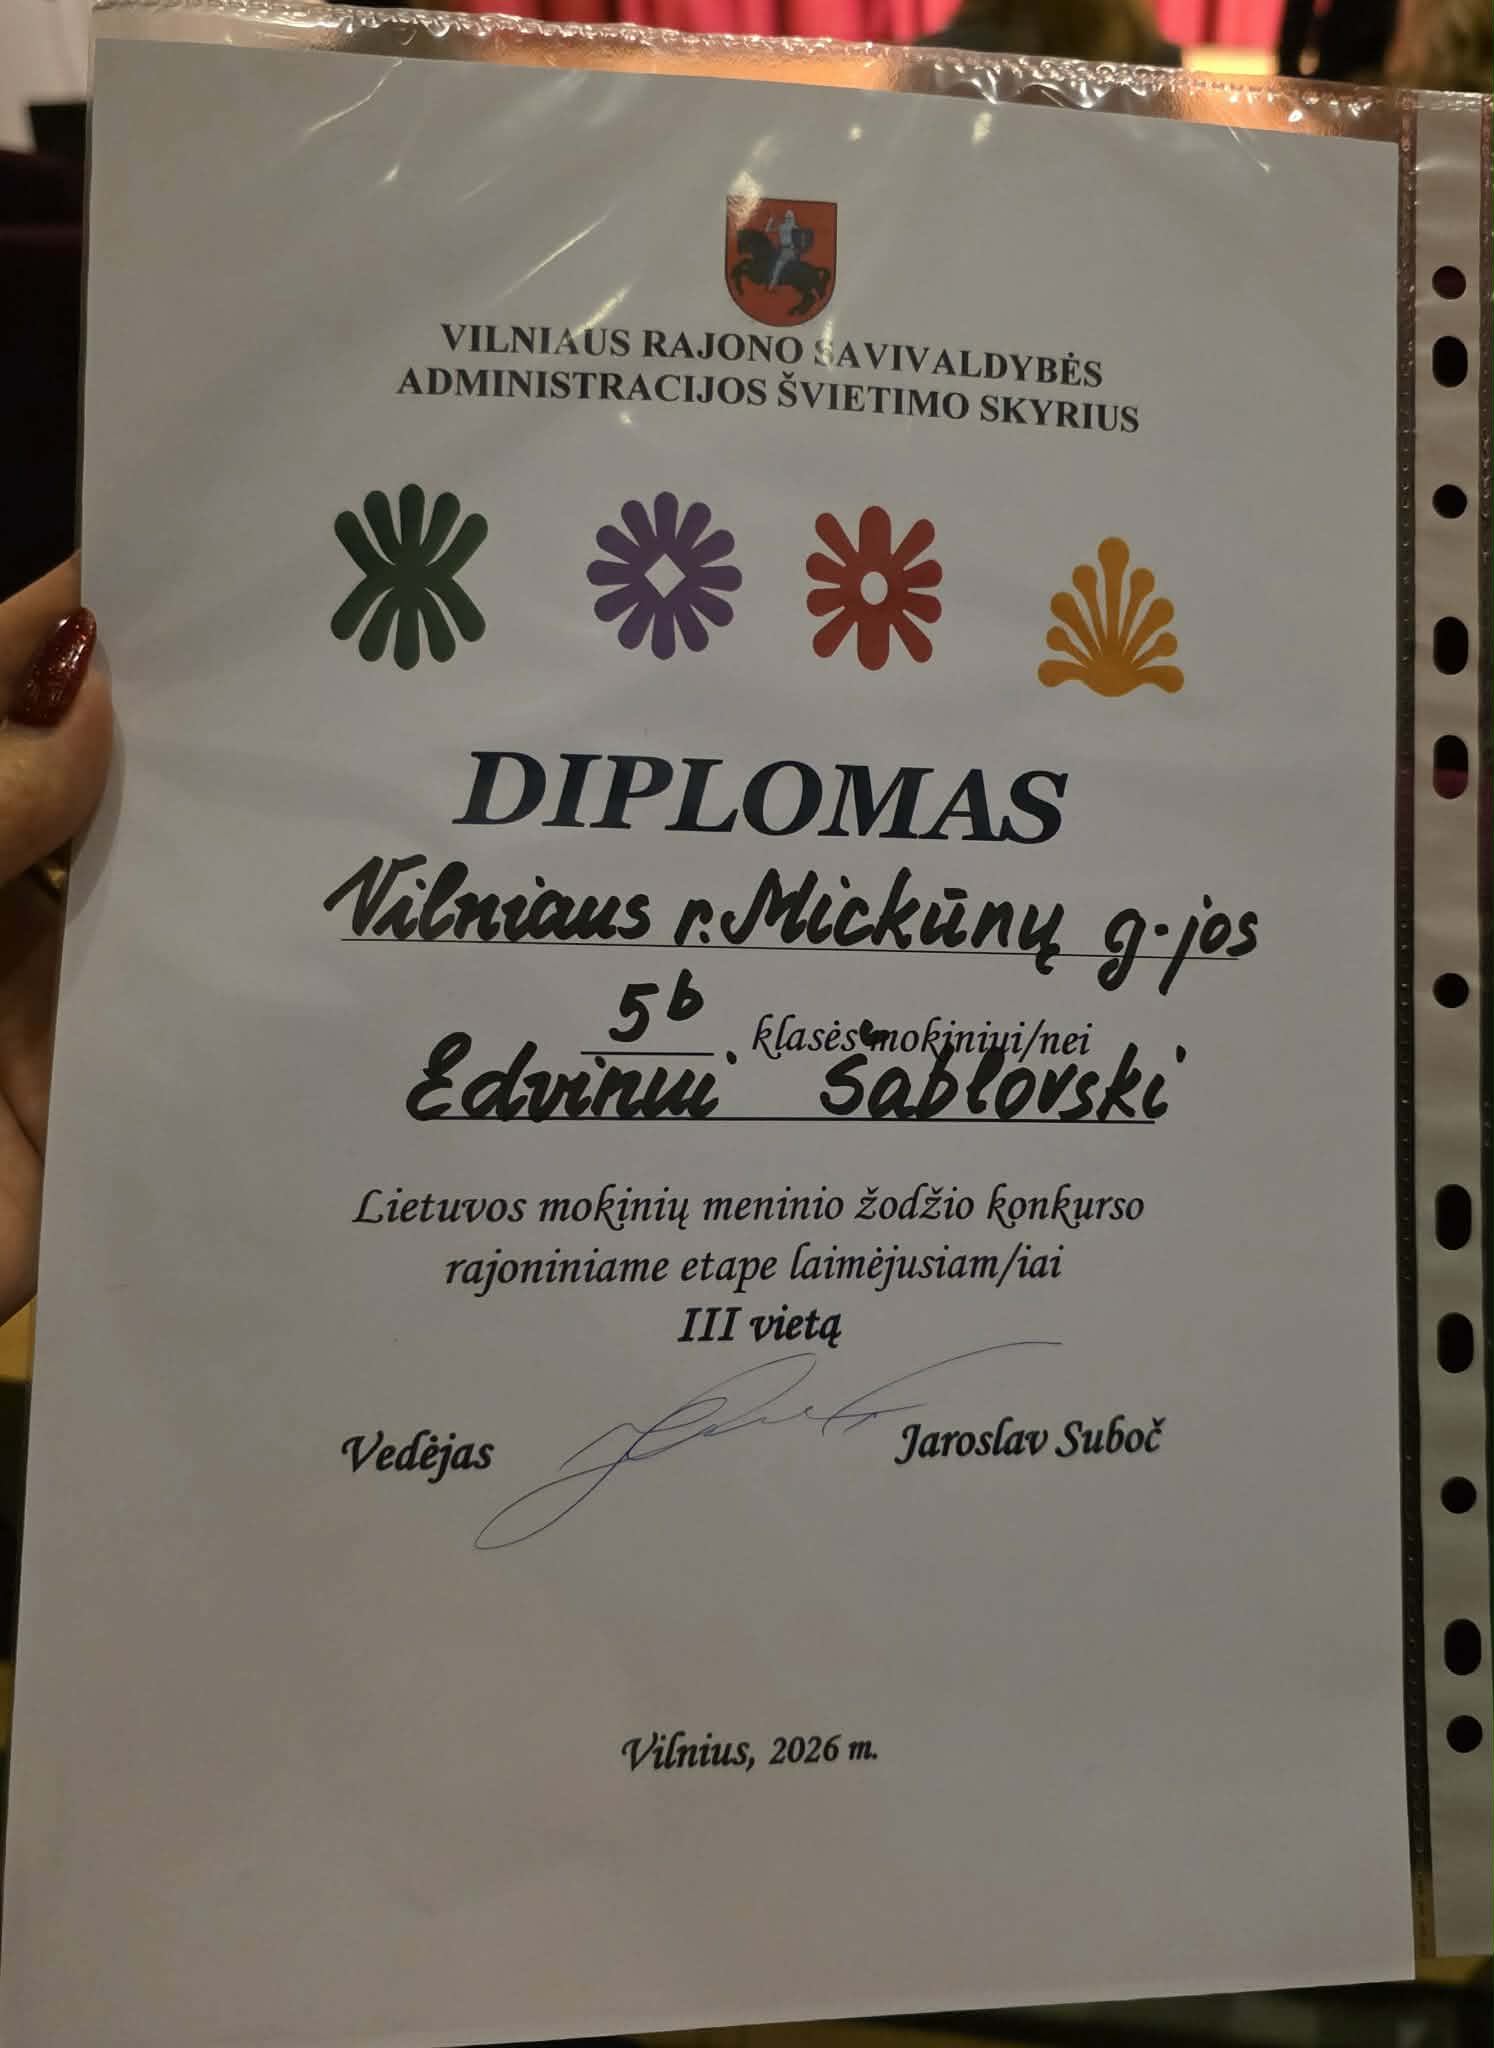 VILNIAUS RAJONO SAVIVALDYBĖS
ADMINISTRACIJOS ŠVIETIMO SKYRIUS
DIPLOMAS
Vilniaus r. Mickūnų g-jos
5b klasės mokiniui/nei
Edvinui Šablovski
Lietuvos mokinių meninio žodžio konkurso
rajoniniame etape laimėjusiam/iai
III vietą
Vedėjas Jaroslav Suboč
Vilnius, 2026 m.